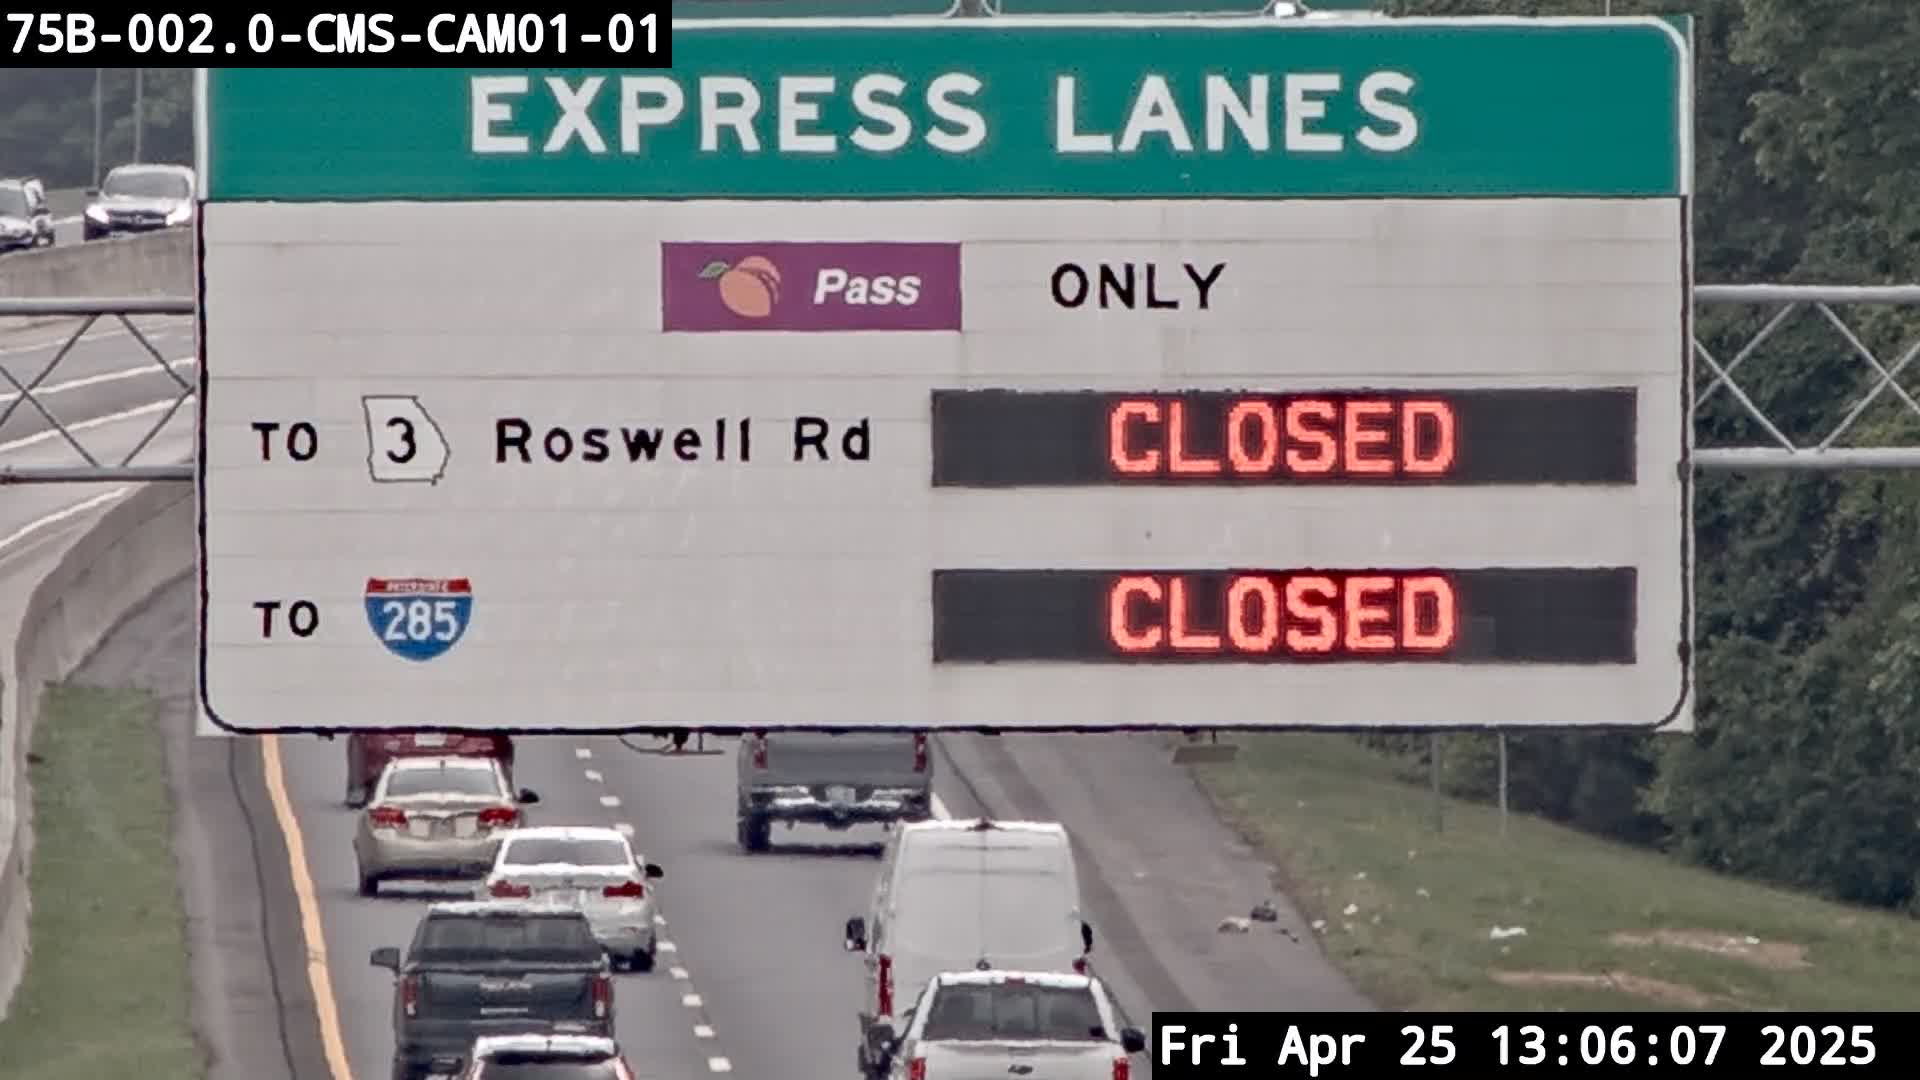 75B-002.0-CMS-CAM01-01
EXPRESS LANES
Pass ONLY
TO 3 Roswell Rd CLOSED
TO INTERSTATE 285 CLOSED
Fri Apr 25 13:06:07 2025